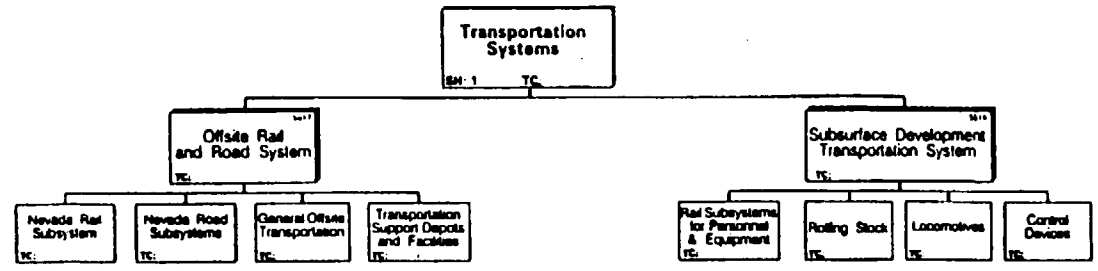 Transportation
Systems
SH: 1 TC:
Offsite Rail
and Road System
TC:
Subsurface Development
Transportation System
TC:
Nevada Rail
Subsystem
TC:
Nevada Road
Subsystems
TC:
General Offsite
Transportation
TC:
Transportation
Support Depots
and Facilities
TC:
Rail Subsystems
for Personnel
& Equipment
TC:
Rolling Stock
TC:
Locomotives
TC:
Control
Devices
TC: